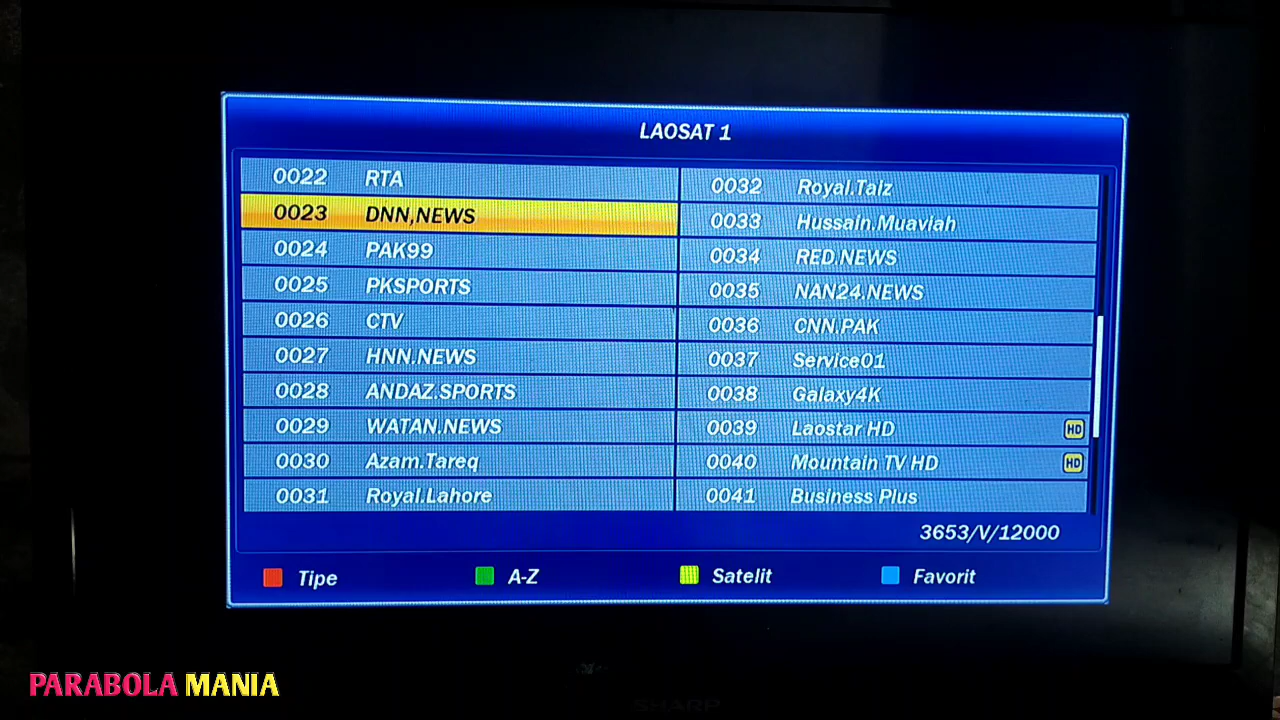 LAOSAT 1
0022 RTA
0023 DNN,NEWS
0024 PAK99
0025 PKSPORTS
0026 CTV
0027 HNN.NEWS
0028 ANDAZ.SPORTS
0029 WATAN.NEWS
0030 Azam.Tareq
0031 Royal.Lahore
0032 Royal.Talz
0033 Hussain.Muaviah
0034 RED.NEWS
0035 NAN24.NEWS
0036 CNN.PAK
0037 Service01
0038 Galaxy4K
0039 Laostar HD HD
0040 Mountain TV HD HD
0041 Business Plus
3653/V/12000
Tipe A-Z Satelit Favorit
SHARP
PARABOLA MANIA